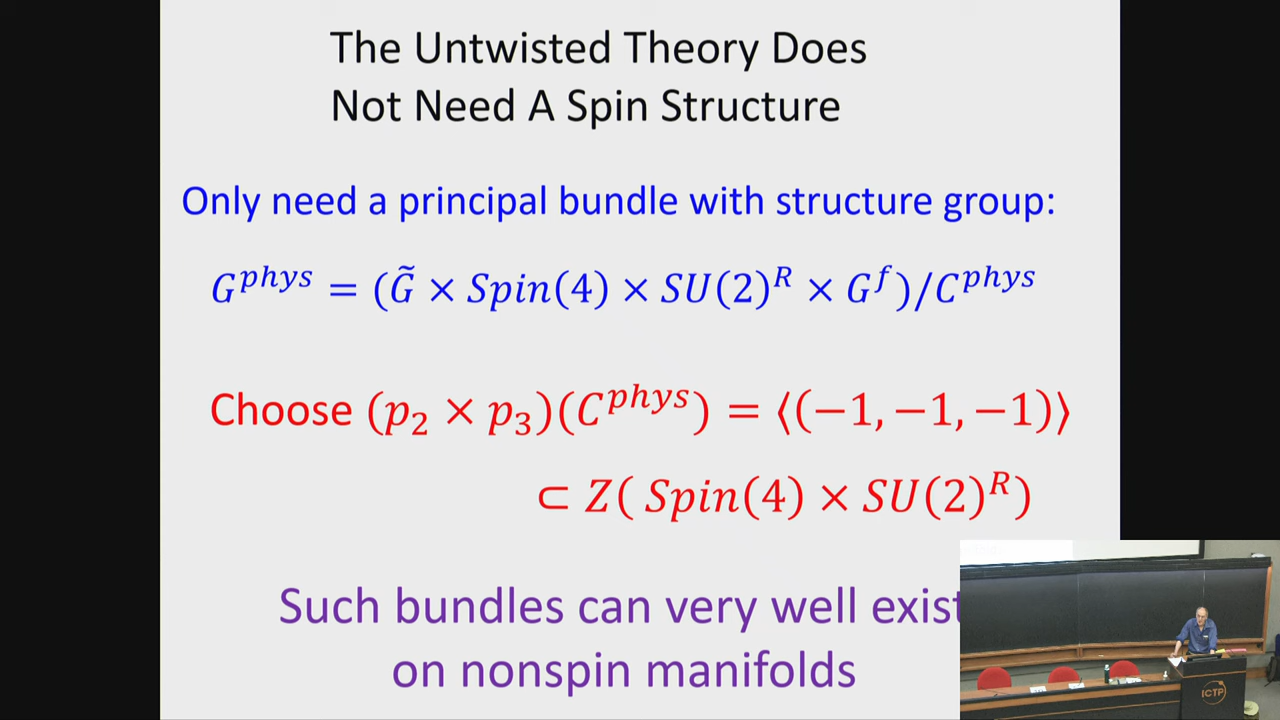 The Untwisted Theory Does
Not Need A Spin Structure
Only need a principal bundle with structure group:
G^{phys} = (G̃ × Spin(4) × SU(2)^R × G^f)/C^{phys}
Choose (p₂ × p₃)(C^{phys}) = ⟨(−1, −1, −1)⟩
⊂ Z( Spin(4) × SU(2)^R)
Such bundles can very well exist
on nonspin manifolds
ICTP